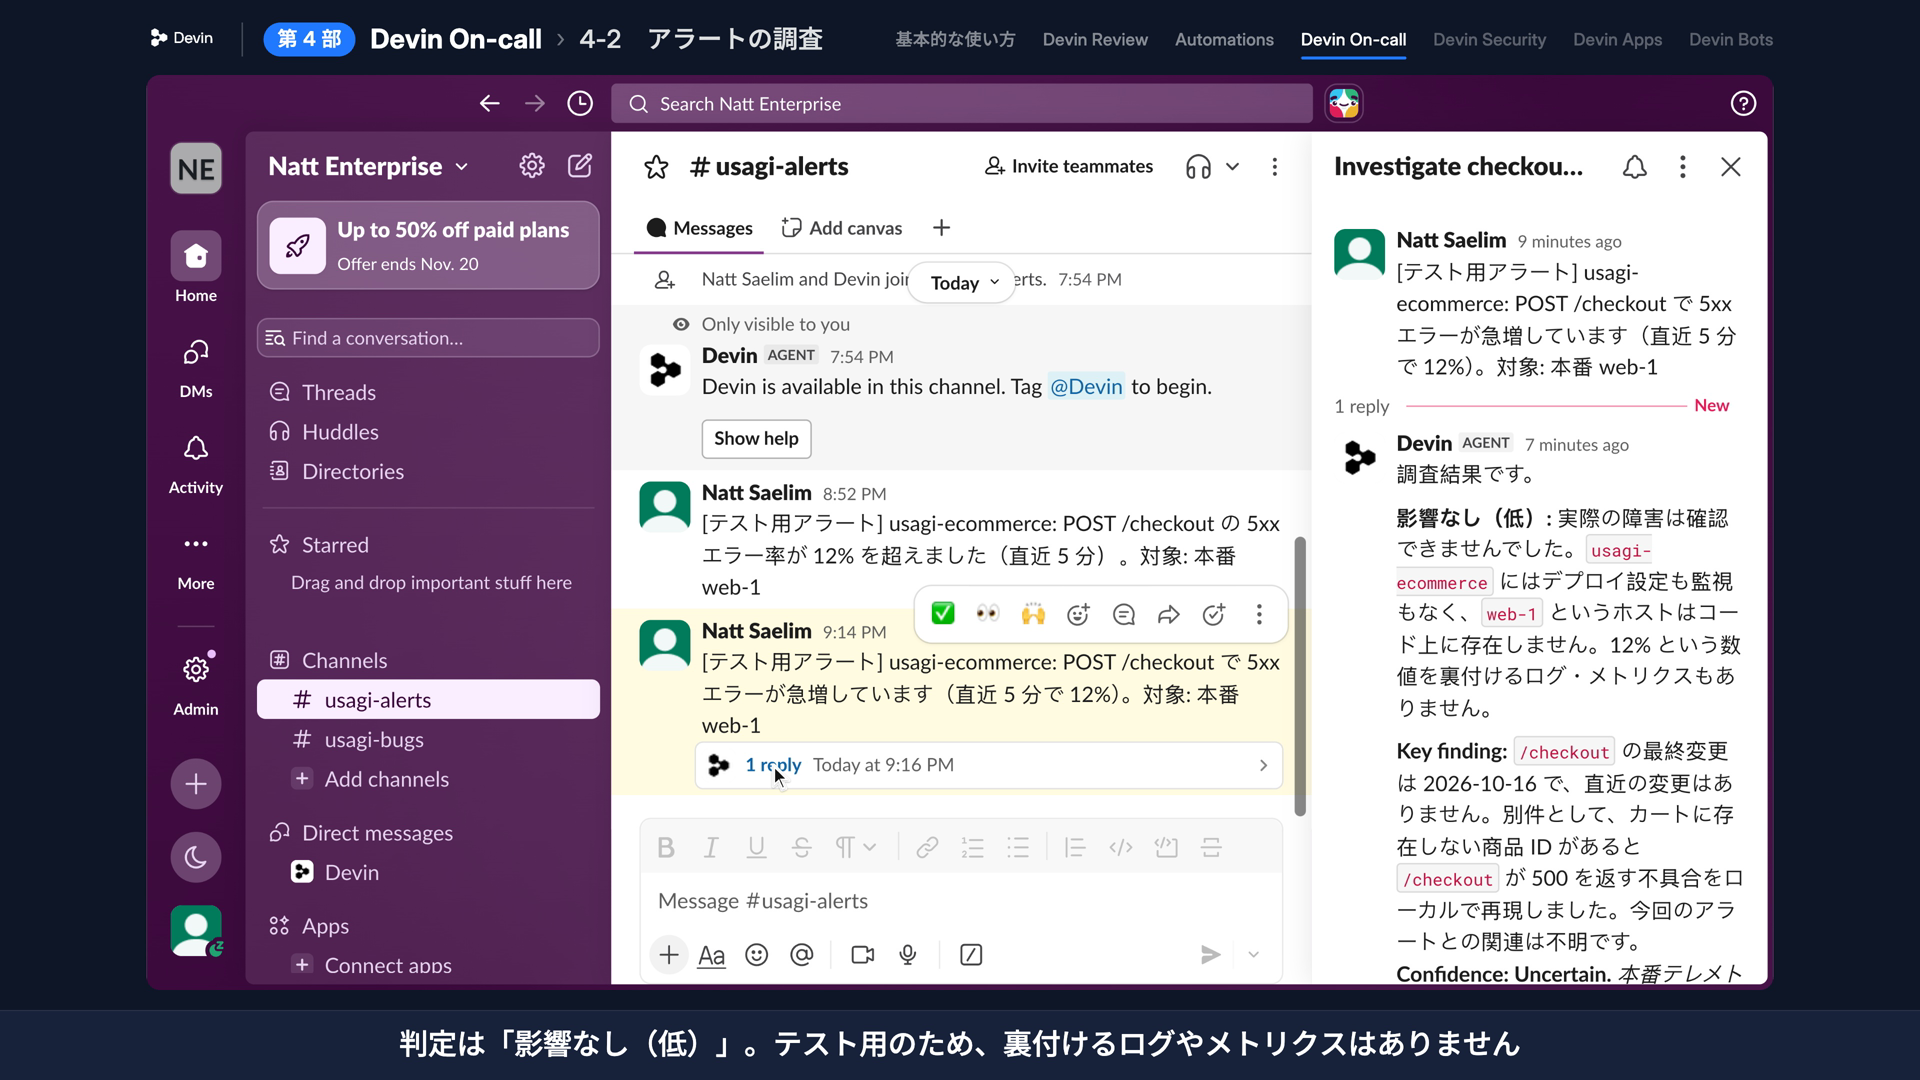 Devin
第 4 部
Devin On-call › 4-2 アラートの調査
基本的な使い方
Devin Review
Automations
Devin On-call
Devin Security
Devin Apps
Devin Bots
Search Natt Enterprise
NE
Home
DMs
Activity
More
Admin
Natt Enterprise
Up to 50% off paid plans
Offer ends Nov. 20
Find a conversation...
Threads
Huddles
Directories
Starred
Drag and drop important stuff here
Channels
# usagi-alerts
# usagi-bugs
Add channels
Direct messages
Devin
Apps
Connect apps
# usagi-alerts
Invite teammates
Messages
Add canvas
Natt Saelim and Devin joi
Today
erts. 7:54 PM
Only visible to you
Devin AGENT 7:54 PM
Devin is available in this channel. Tag @Devin to begin.
Show help
Natt Saelim 8:52 PM
[テスト用アラート] usagi-ecommerce: POST /checkout の 5xx
エラー率が 12% を超えました（直近 5 分）。対象: 本番
web-1
Natt Saelim 9:14 PM
[テスト用アラート] usagi-ecommerce: POST /checkout で 5xx
エラーが急増しています（直近 5 分で 12%）。対象: 本番
web-1
1 reply Today at 9:16 PM
Message #usagi-alerts
Aa
Investigate checkou...
Natt Saelim 9 minutes ago
[テスト用アラート] usagi-
ecommerce: POST /checkout で 5xx
エラーが急増しています（直近 5 分
で 12%）。対象: 本番 web-1
1 reply
New
Devin AGENT 7 minutes ago
調査結果です。
影響なし（低）: 実際の障害は確認
できませんでした。usagi-
ecommerce にはデプロイ設定も監視
もなく、web-1 というホストはコー
ド上に存在しません。12% という数
値を裏付けるログ・メトリクスもあ
りません。
Key finding: /checkout の最終変更
は 2026-10-16 で、直近の変更はあ
りません。別件として、カートに存
在しない商品 ID があると
/checkout が 500 を返す不具合をロ
ーカルで再現しました。今回のアラ
ートとの関連は不明です。
Confidence: Uncertain. 本番テレメト
判定は「影響なし（低）」。テスト用のため、裏付けるログやメトリクスはありません